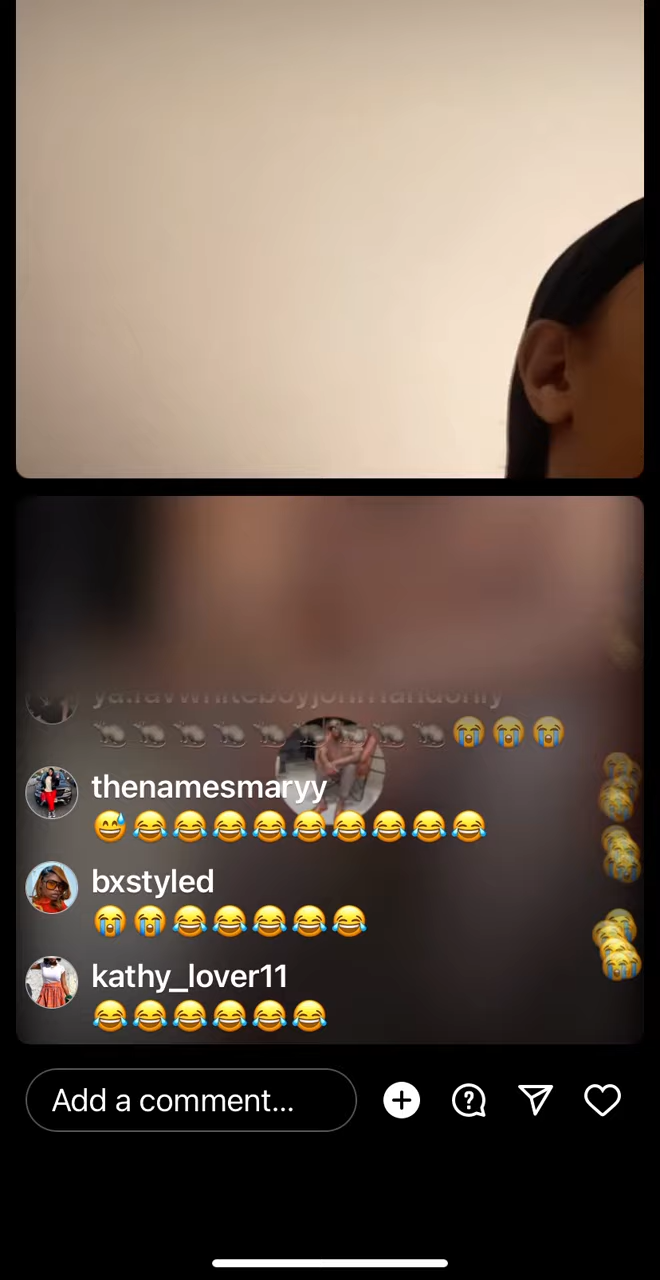 😭😭😭
thenamesmaryy
😅😂😂😂😂😂😂😂😂😂
bxstyled
😭😭😂😂😂😂😂
kathy_lover11
😂😂😂😂😂😂
Add a comment...